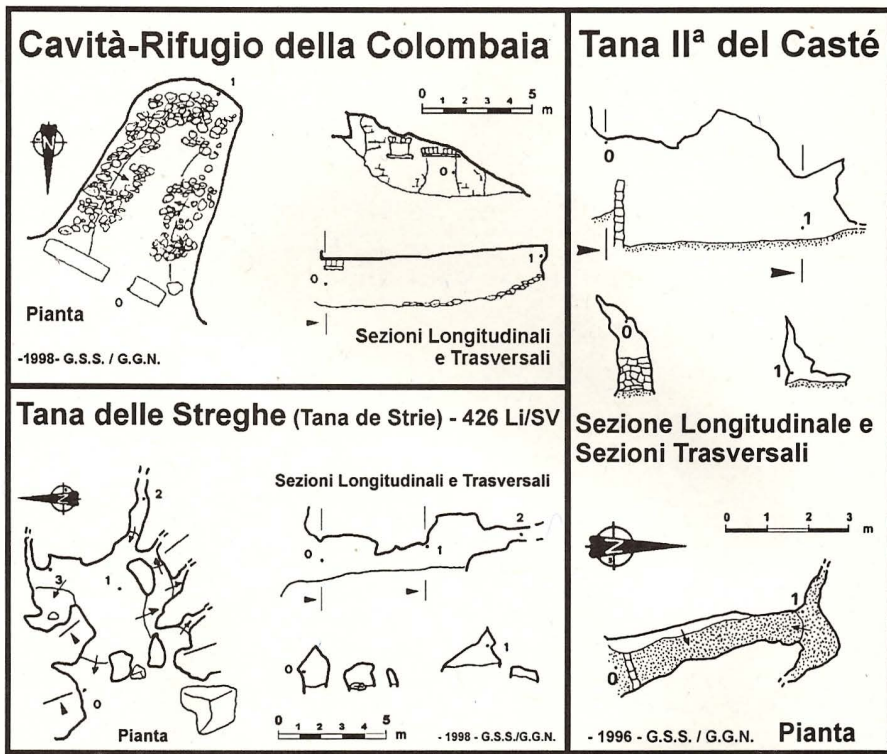 Cavità-Rifugio della Colombaia
1
N
0 5
1 2 3 4
m
0
0
1
0
Pianta
Sezioni Longitudinali
e Trasversali
-1998- G.S.S. / G.G.N.
Tana delle Streghe (Tana de Strie) - 426 Li/SV
N
2
3
1
0
Pianta
Sezioni Longitudinali e Trasversali
0
1
2
0
1
0 5
1 2 3 4
m
- 1998 - G.S.S./G.G.N.
Tana IIª del Casté
0
1
0
1
Sezione Longitudinale e
Sezioni Trasversali
0 1 2 3
m
N
1
0
- 1996 - G.S.S. / G.G.N. Pianta